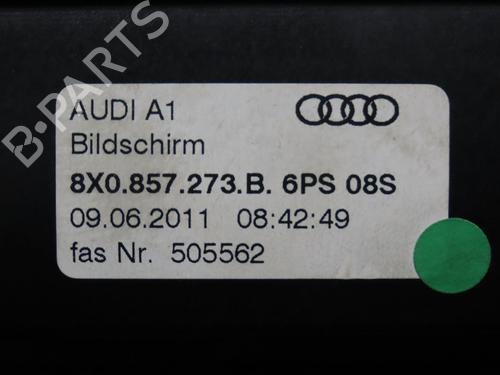 B-PARTS
AUDI A1
Bildschirm
8X0.857.273.B. 6PS 08S
09.06.2011 08:42:49
fas Nr. 505562